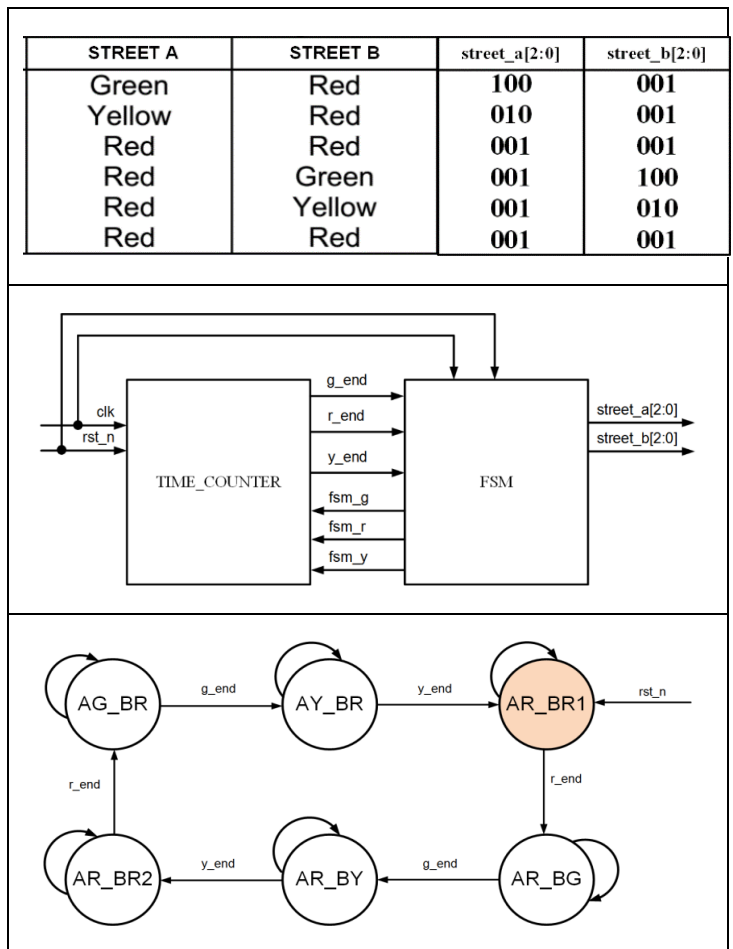 STREET A STREET B street_a[2:0] street_b[2:0]
Green Red 100 001
Yellow Red 010 001
Red Red 001 001
Red Green 001 100
Red Yellow 001 010
Red Red 001 001
clk
rst_n
TIME_COUNTER
g_end
r_end
y_end
fsm_g
fsm_r
fsm_y
FSM
street_a[2:0]
street_b[2:0]
AG_BR
g_end
AY_BR
y_end
AR_BR1
rst_n
r_end
r_end
AR_BR2
y_end
AR_BY
g_end
AR_BG